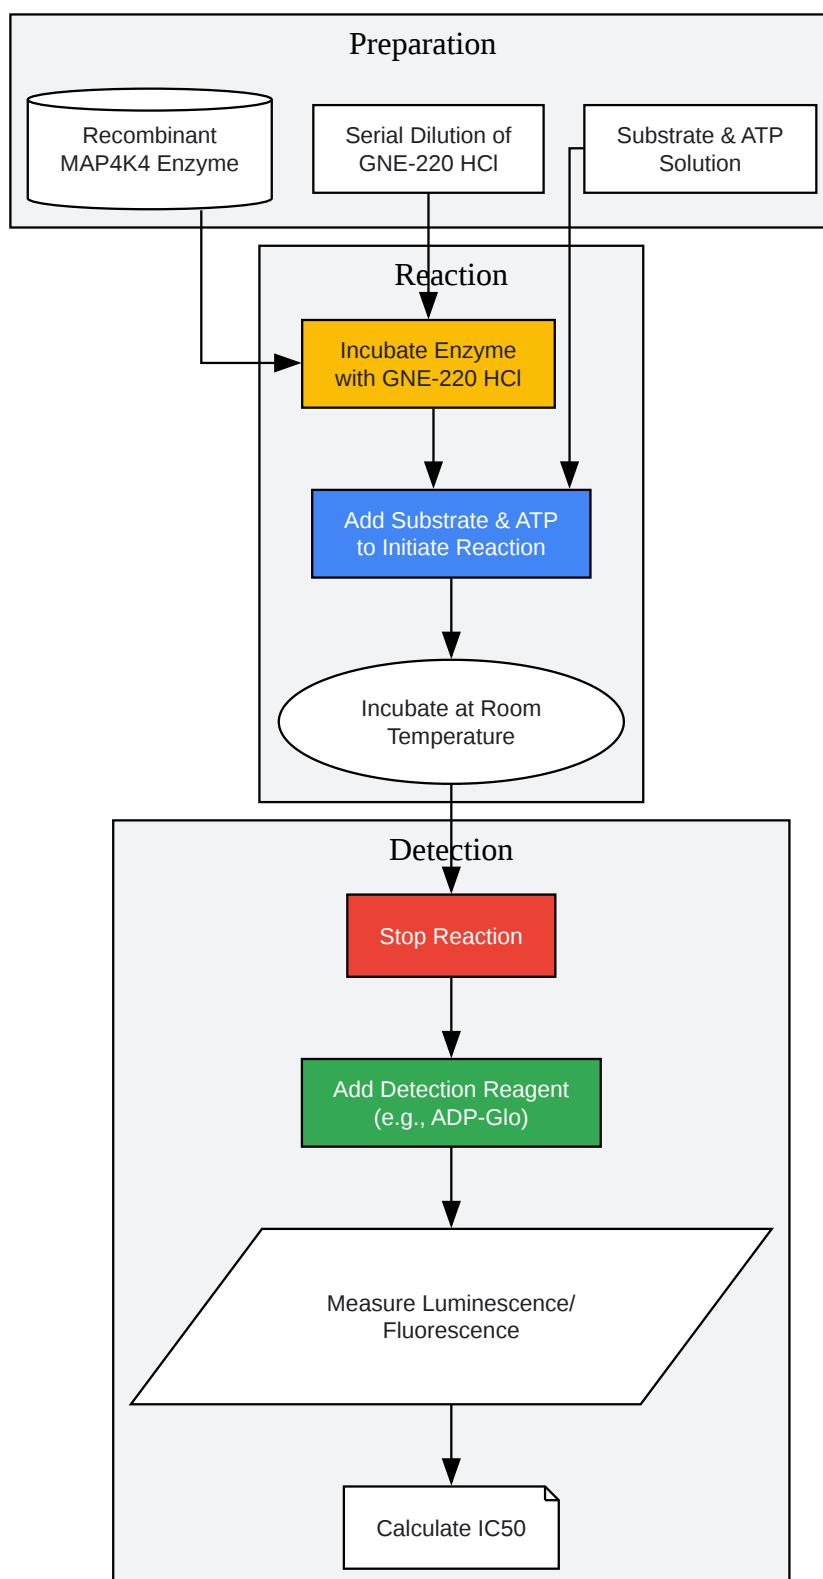 Preparation
Recombinant
MAP4K4 Enzyme
Serial Dilution of
GNE-220 HCl
Substrate & ATP
Solution
Reaction
Incubate Enzyme
with GNE-220 HCl
Add Substrate & ATP
to Initiate Reaction
Incubate at Room
Temperature
Detection
Stop Reaction
Add Detection Reagent
(e.g., ADP-Glo)
Measure Luminescence/
Fluorescence
Calculate IC50